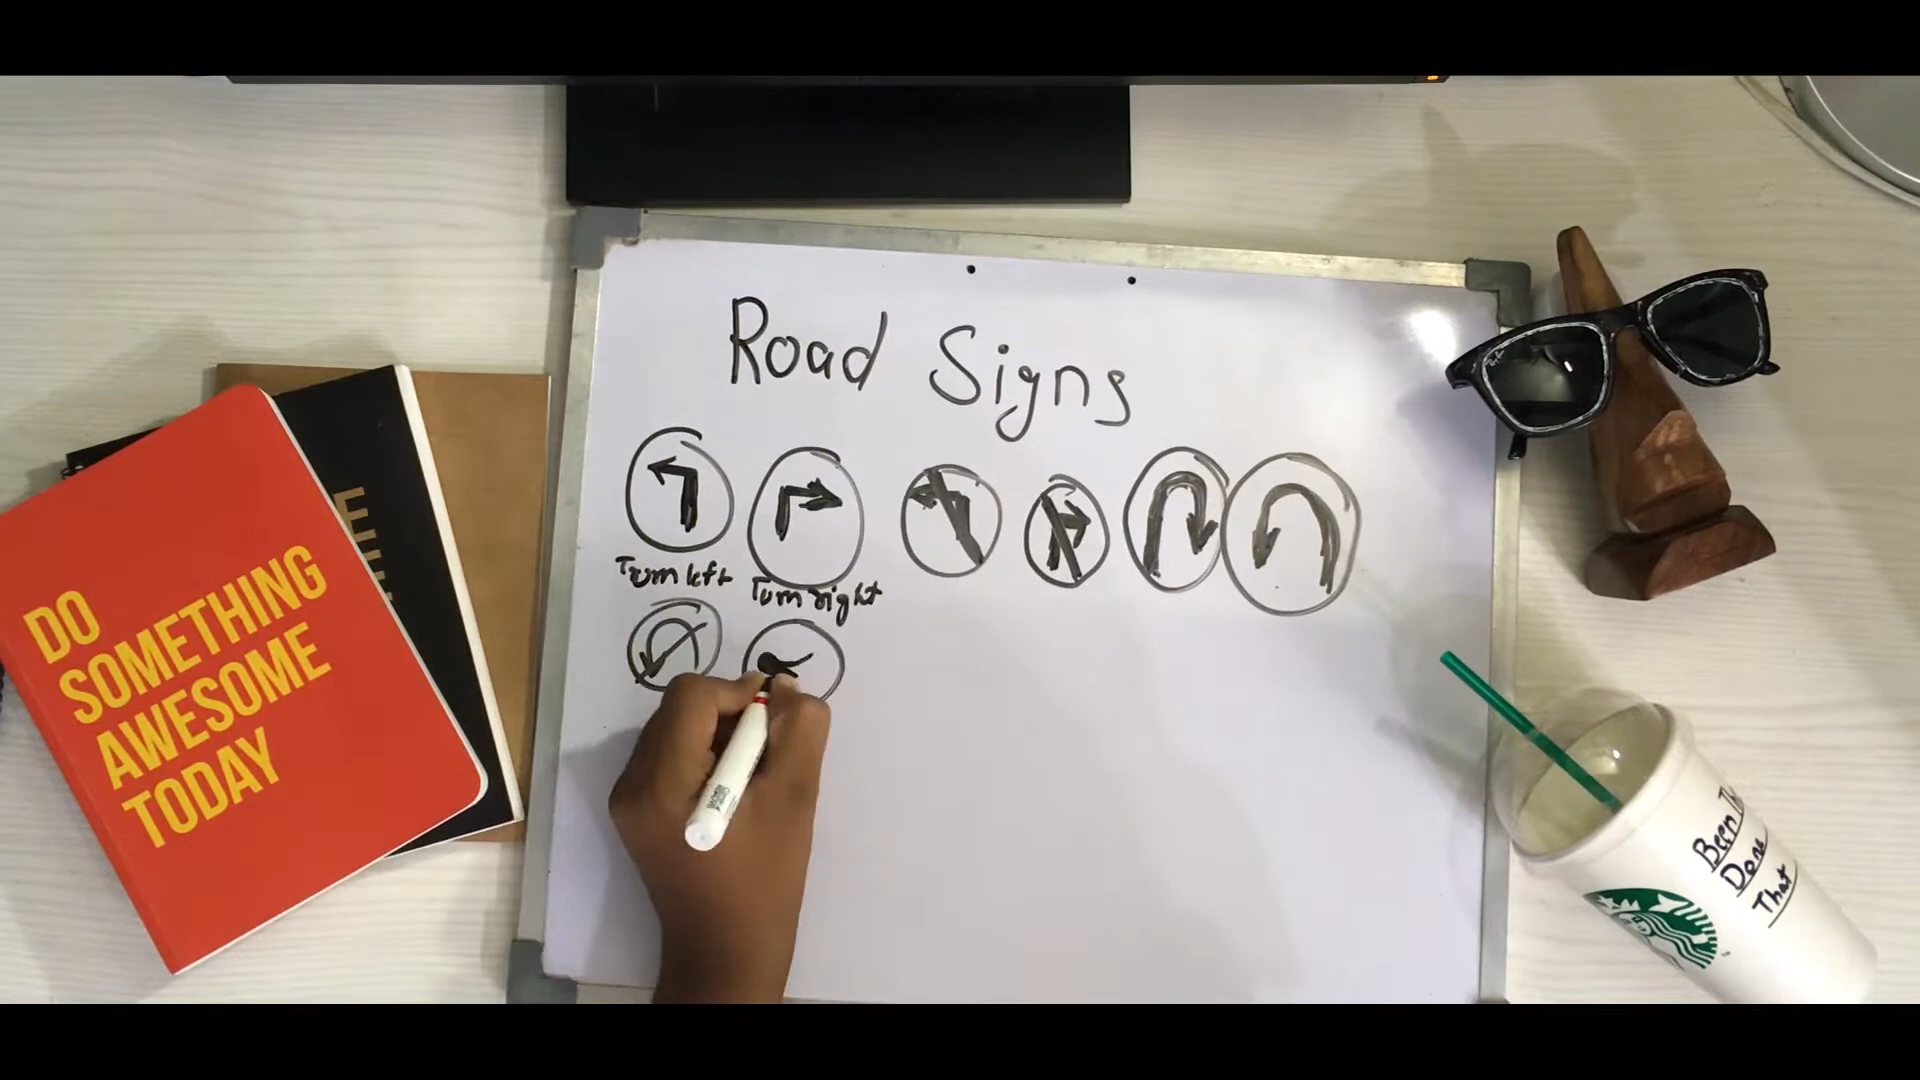 Road Signs
Turn left
Turn right
DO
SOMETHING
AWESOME
TODAY
Been
Done
That